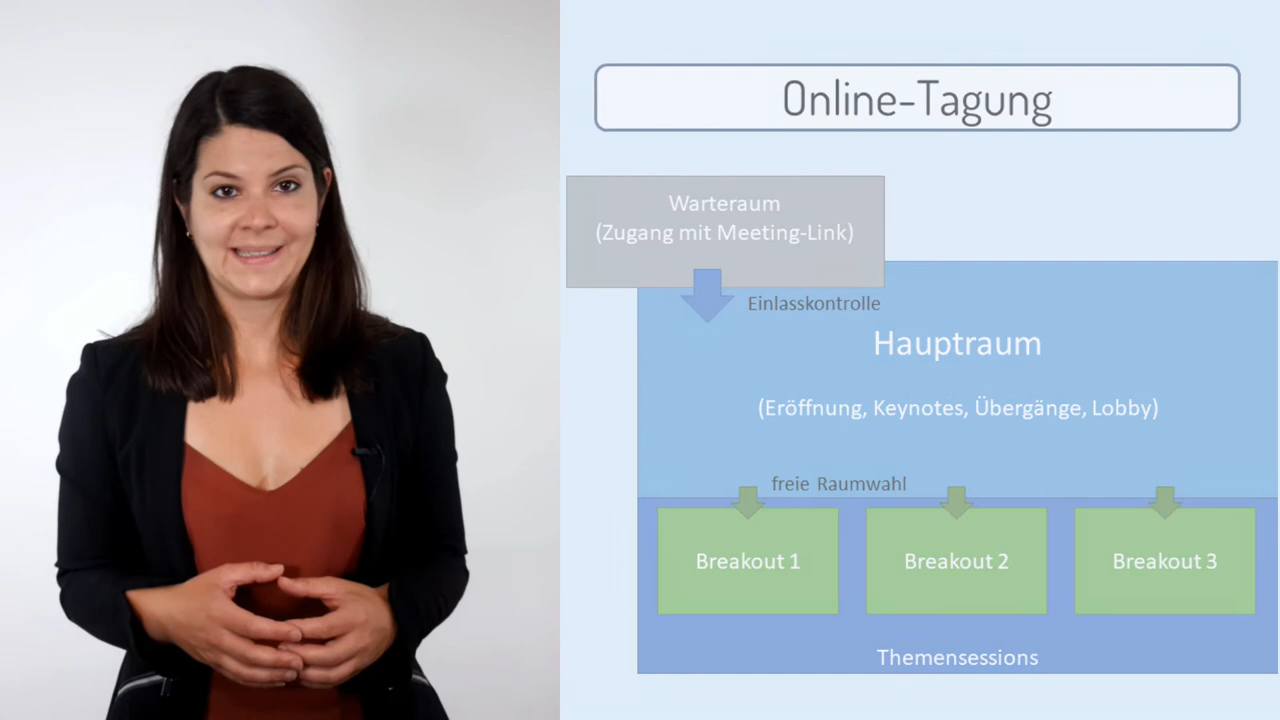 Online-Tagung
Warteraum
(Zugang mit Meeting-Link)
Einlasskontrolle
Hauptraum
(Eröffnung, Keynotes, Übergänge, Lobby)
freie Raumwahl
Breakout 1
Breakout 2
Breakout 3
Themensessions